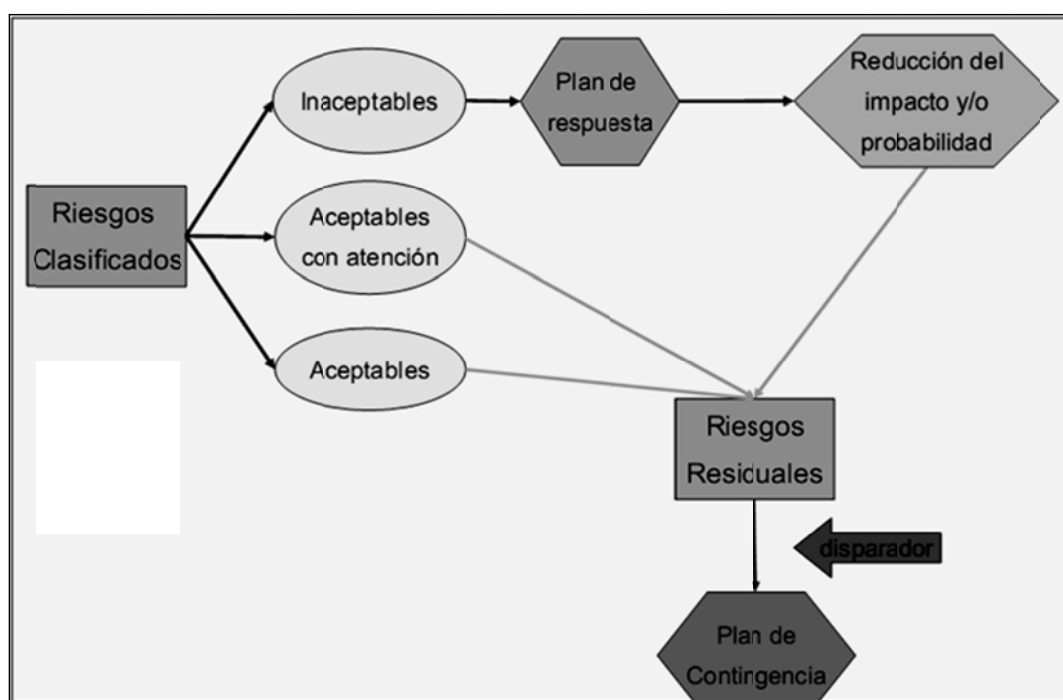 Riesgos
Clasificados
Inaceptables
Aceptables
con atención
Aceptables
Plan de
respuesta
Reducción del
impacto y/o
probabilidad
Riesgos
Residuales
disparador
Plan de
Contingencia